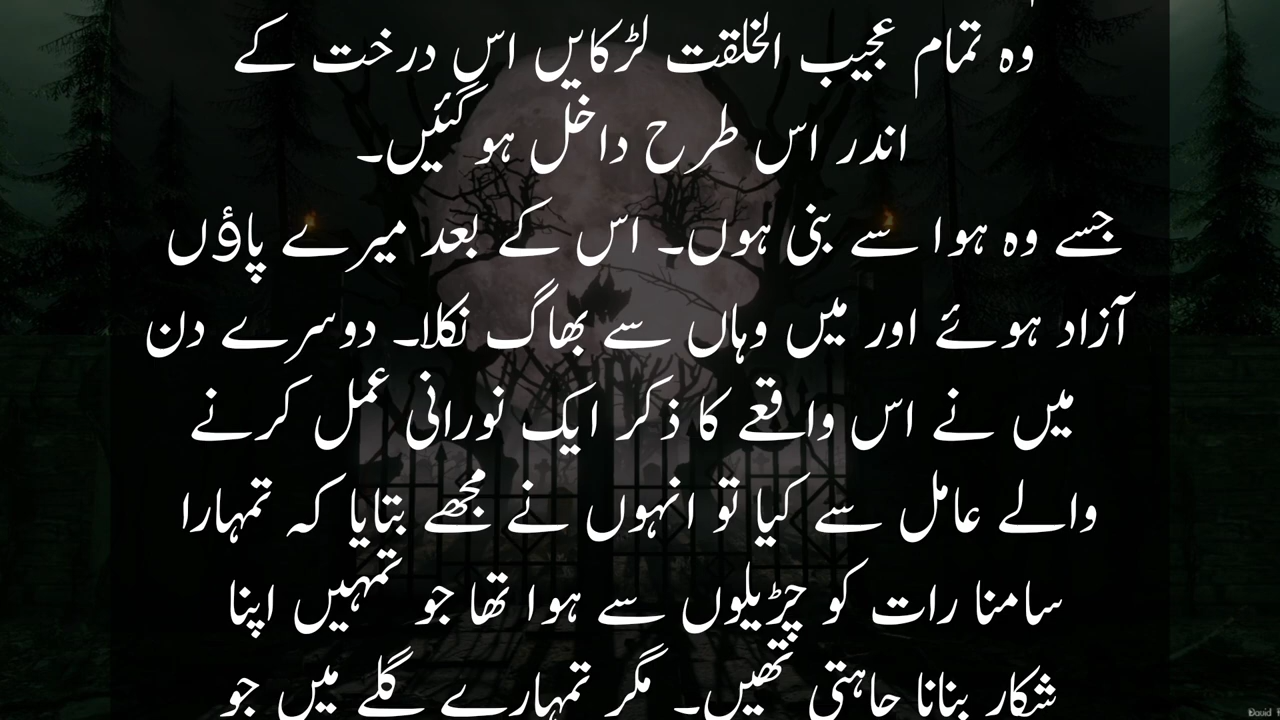 وہ تمام عجیب الخلقت لڑکایں اس درخت کے
اندر اس طرح داخل ہو گئیں۔
جسے وہ ہوا سے بنی ہوں۔ اس کے بعد میرے پاؤں
آزاد ہوئے اور میں وہاں سے بھاگ نکلا۔ دوسرے دن
میں نے اس واقعے کا ذکر ایک نورانی عمل کرنے
والے عامل سے کیا تو انہوں نے مجھے بتایا کہ تمہارا
سامنا رات کو چڑیلوں سے ہوا تھا جو تمہیں اپنا
شکار بنانا چاہتی تھیں۔ مگر تمہارے گلے میں جو
David